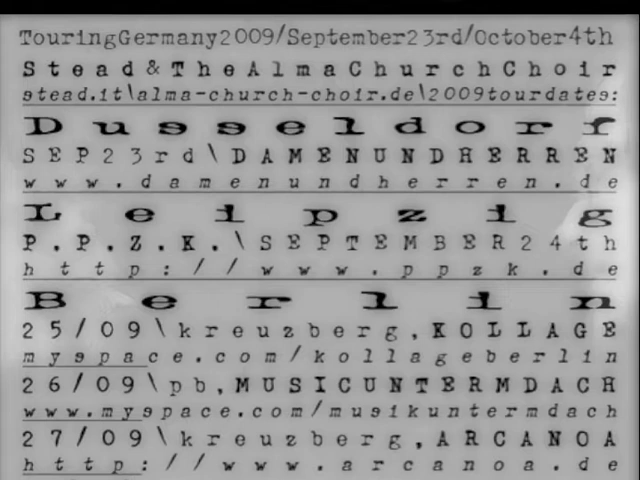 TouringGermany2009/September23rd/October4th
Stead&TheAlmaChurchChoir
stead.it\alma-church-choir.de\2009tourdates:
Dusseldorf
SEP23rd\DAMENUNDHERREN
www.damenundherren.de
Leipzig
P.P.Z.K.\SEPTEMBER24th
http://www.ppzk.de
Berlin
25/09\kreuzberg,KOLLAGE
myspace.com/kollageberlin
26/09\pb,MUSICUNTERMDACH
www.myspace.com/musikuntermdach
27/09\kreuzberg,ARCANOA
http://www.arcanoa.de